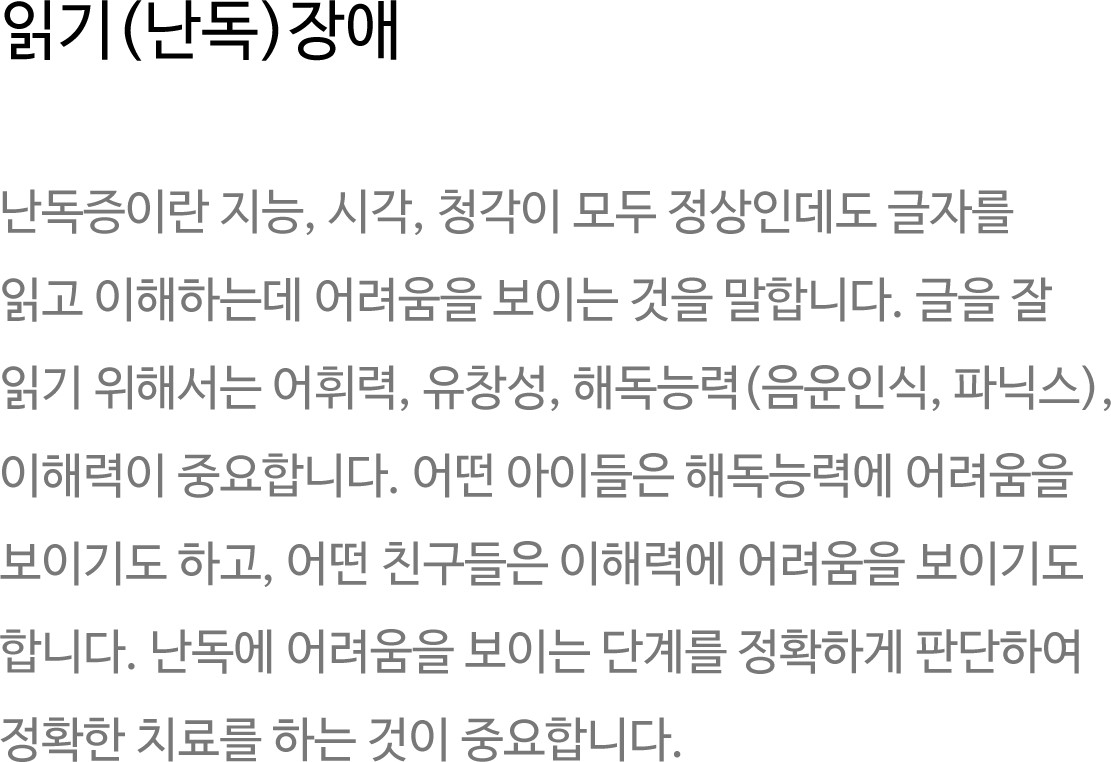 읽기(난독)장애
난독증이란 지능, 시각, 청각이 모두 정상인데도 글자를
읽고 이해하는데 어려움을 보이는 것을 말합니다. 글을 잘
읽기 위해서는 어휘력, 유창성, 해독능력(음운인식, 파닉스),
이해력이 중요합니다. 어떤 아이들은 해독능력에 어려움을
보이기도 하고, 어떤 친구들은 이해력에 어려움을 보이기도
합니다. 난독에 어려움을 보이는 단계를 정확하게 판단하여
정확한 치료를 하는 것이 중요합니다.